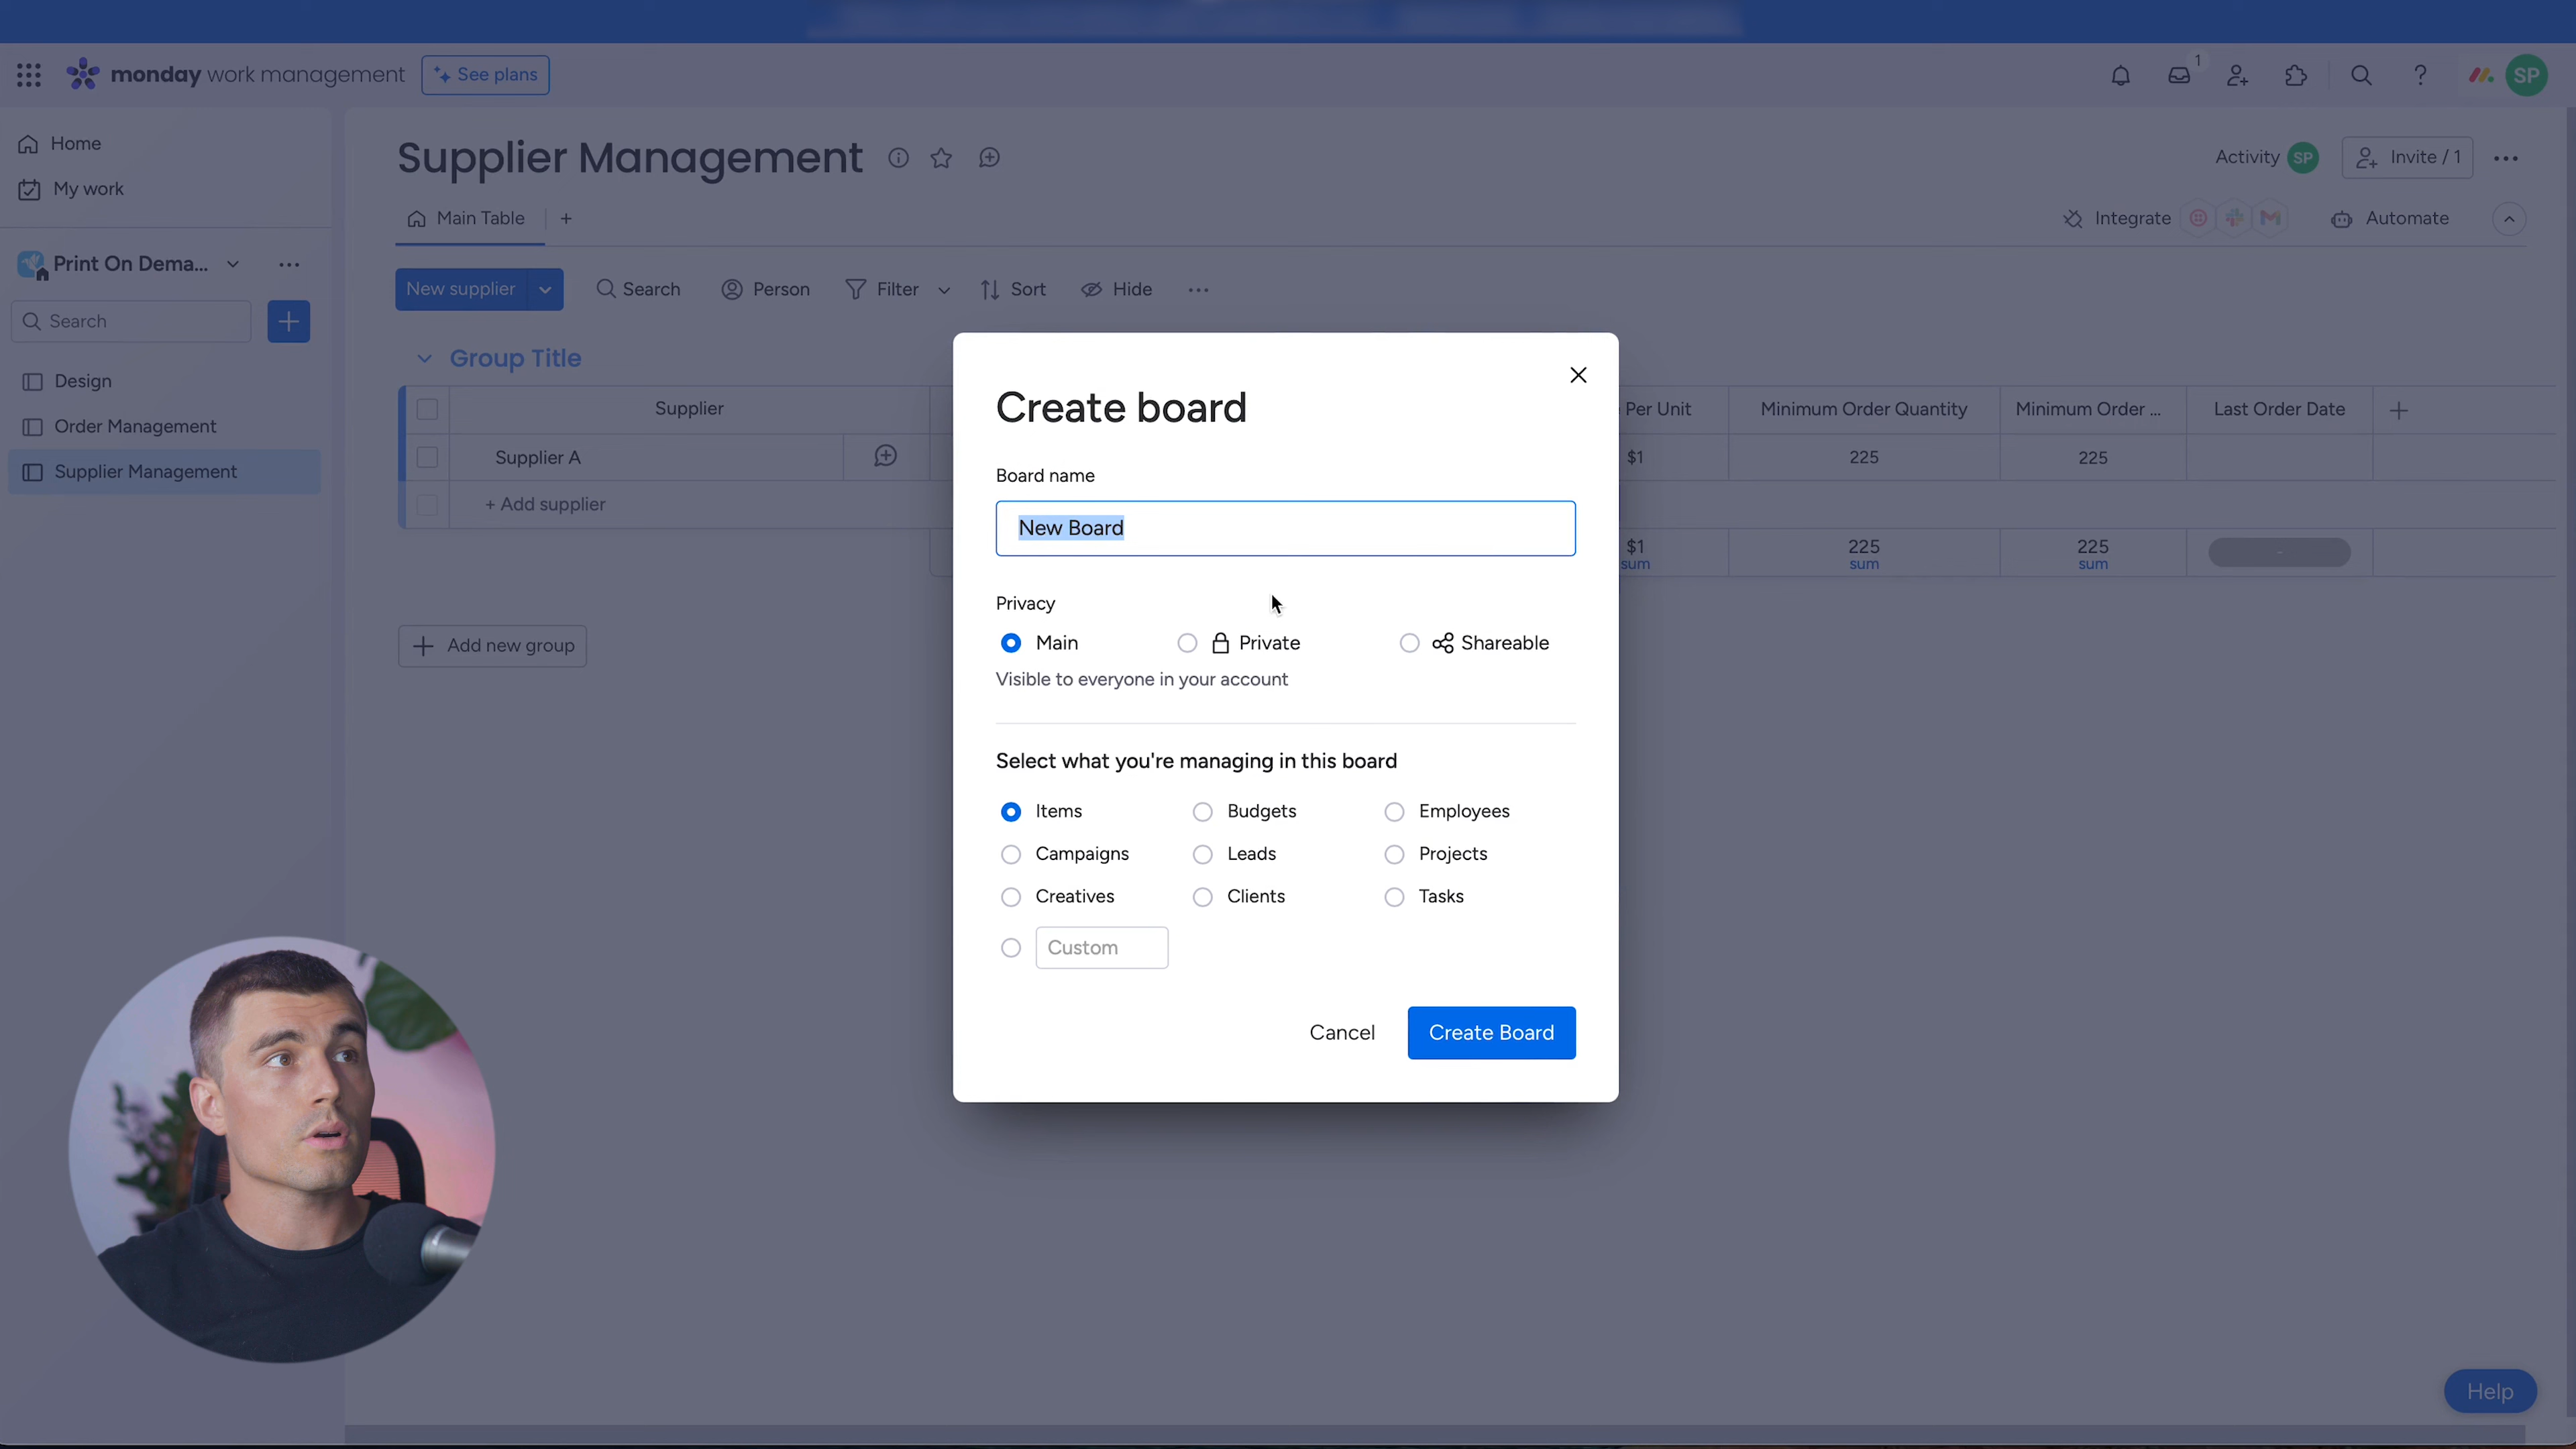 monday work management
See plans
1
SP
Home
My work
Print On Dema...
Search
Design
Order Management
Supplier Management
Supplier Management
Activity SP
Invite / 1
Main Table
+
Integrate
Automate
New supplier
Search
Person
Filter
Sort
Hide
Group Title
Supplier
Per Unit
Minimum Order Quantity
Minimum Order ...
Last Order Date
Supplier A
$1
225
225
+ Add supplier
$1
sum
225
sum
225
sum
-
+ Add new group
Create board
Board name
New Board
Privacy
Main
Private
Shareable
Visible to everyone in your account
Select what you're managing in this board
Items
Budgets
Employees
Campaigns
Leads
Projects
Creatives
Clients
Tasks
Custom
Cancel
Create Board
Help